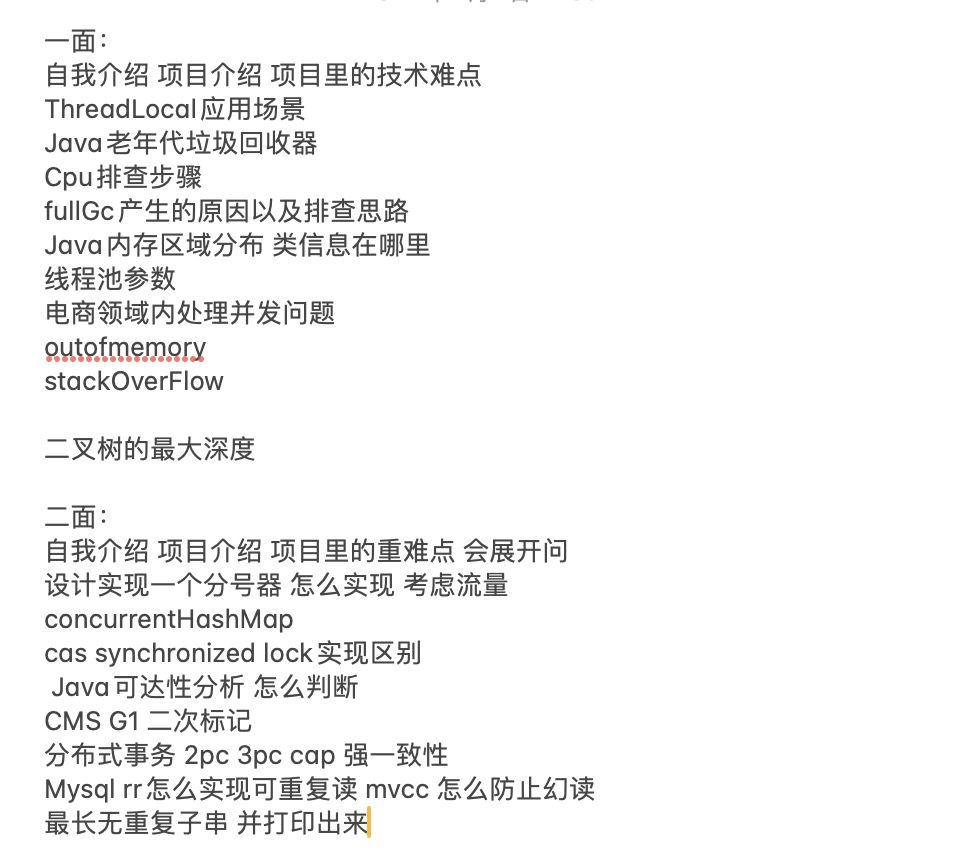 一面：
自我介绍 项目介绍 项目里的技术难点
ThreadLocal应用场景
Java老年代垃圾回收器
Cpu排查步骤
fullGc产生的原因以及排查思路
Java内存区域分布 类信息在哪里
线程池参数
电商领域内处理并发问题
outofmemory
stackOverFlow
二叉树的最大深度
二面：
自我介绍 项目介绍 项目里的重难点 会展开问
设计实现一个分号器 怎么实现 考虑流量
concurrentHashMap
cas synchronized lock实现区别
Java可达性分析 怎么判断
CMS G1 二次标记
分布式事务 2pc 3pc cap 强一致性
Mysql rr怎么实现可重复读 mvcc 怎么防止幻读
最长无重复子串 并打印出来